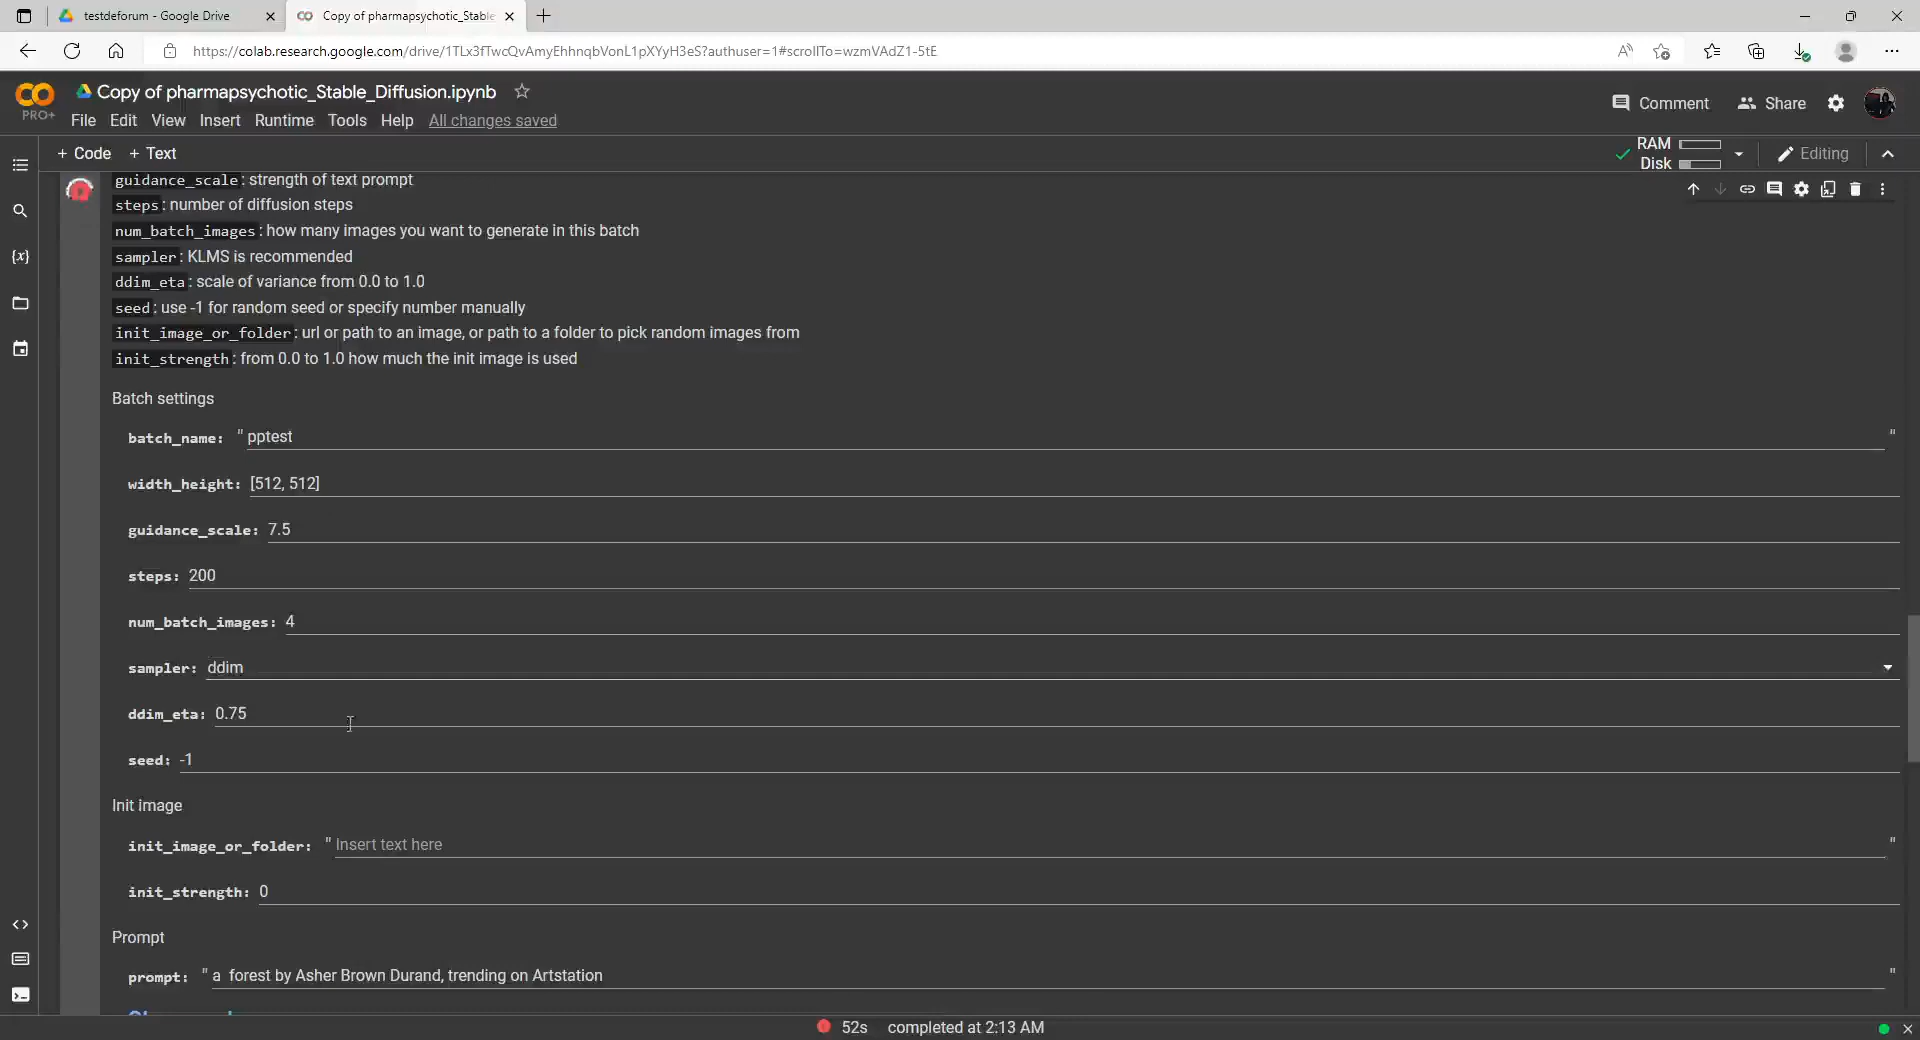 testdeforum - Google Drive
Copy of pharmapsychotic_Stable
https://colab.research.google.com/drive/1TLx3fTwcQvAmyEhhnqbVonL1pXYyH3eS?authuser=1#scrollTo=wzmVAdZ1-5tE
Copy of pharmapsychotic_Stable_Diffusion.ipynb
PRO+
File Edit View Insert Runtime Tools Help All changes saved
Comment
Share
+ Code + Text
RAM
Disk
Editing
guidance_scale: strength of text prompt
steps: number of diffusion steps
num_batch_images: how many images you want to generate in this batch
sampler: KLMS is recommended
ddim_eta: scale of variance from 0.0 to 1.0
seed: use -1 for random seed or specify number manually
init_image_or_folder: url or path to an image, or path to a folder to pick random images from
init_strength: from 0.0 to 1.0 how much the init image is used
Batch settings
batch_name: " pptest "
width_height: [512, 512]
guidance_scale: 7.5
steps: 200
num_batch_images: 4
sampler: ddim
ddim_eta: 0.75
seed: -1
Init image
init_image_or_folder: " Insert text here "
init_strength: 0
Prompt
prompt: " a  forest by Asher Brown Durand, trending on Artstation "
52s completed at 2:13 AM